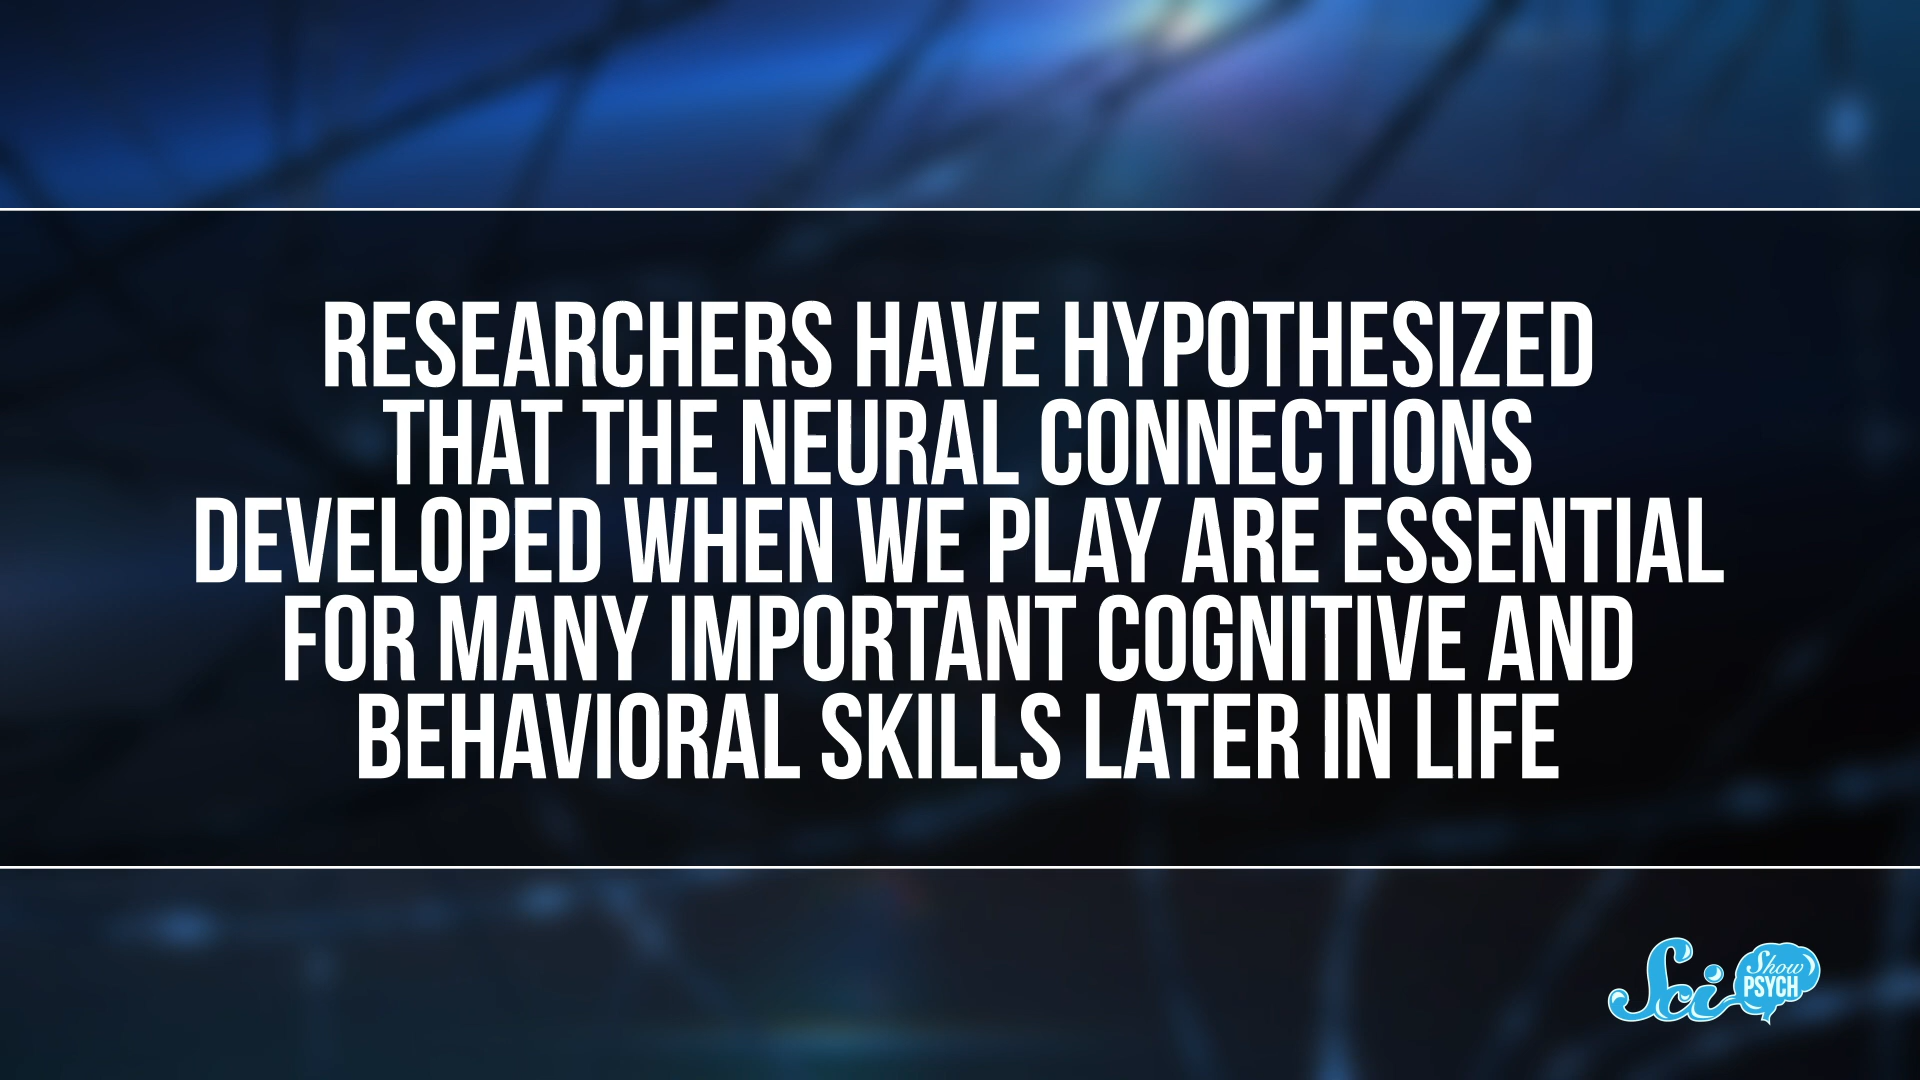 RESEARCHERS HAVE HYPOTHESIZED
THAT THE NEURAL CONNECTIONS
DEVELOPED WHEN WE PLAY ARE ESSENTIAL
FOR MANY IMPORTANT COGNITIVE AND
BEHAVIORAL SKILLS LATER IN LIFE
Sci Show
PSYCH